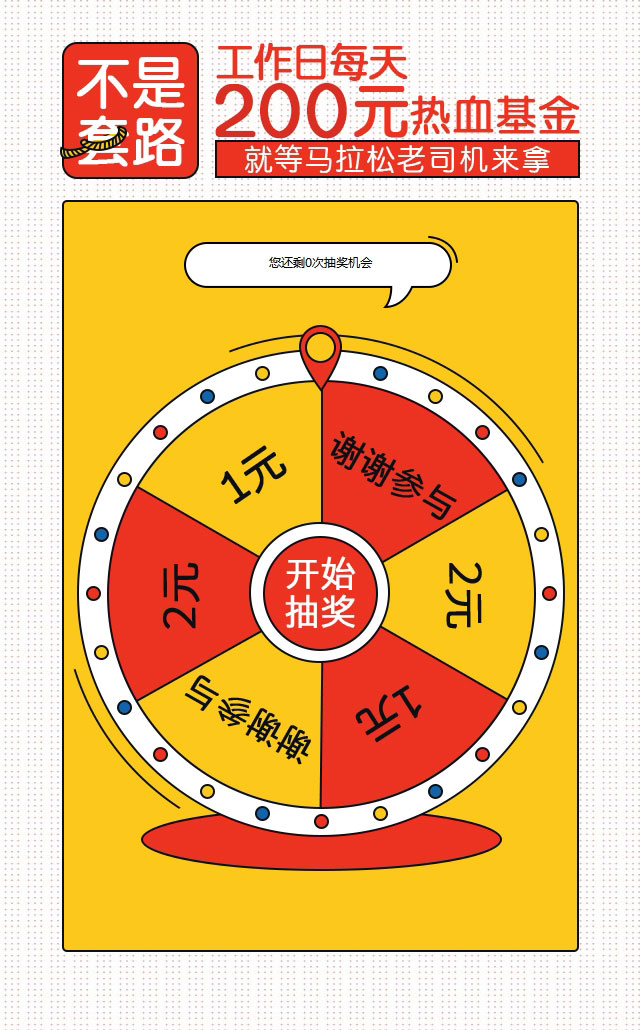 不是
套路
工作日每天
200元热血基金
就等马拉松老司机来拿
您还剩0次抽奖机会
谢谢参与
1元
2元
2元
开始
抽奖
谢谢参与
1元